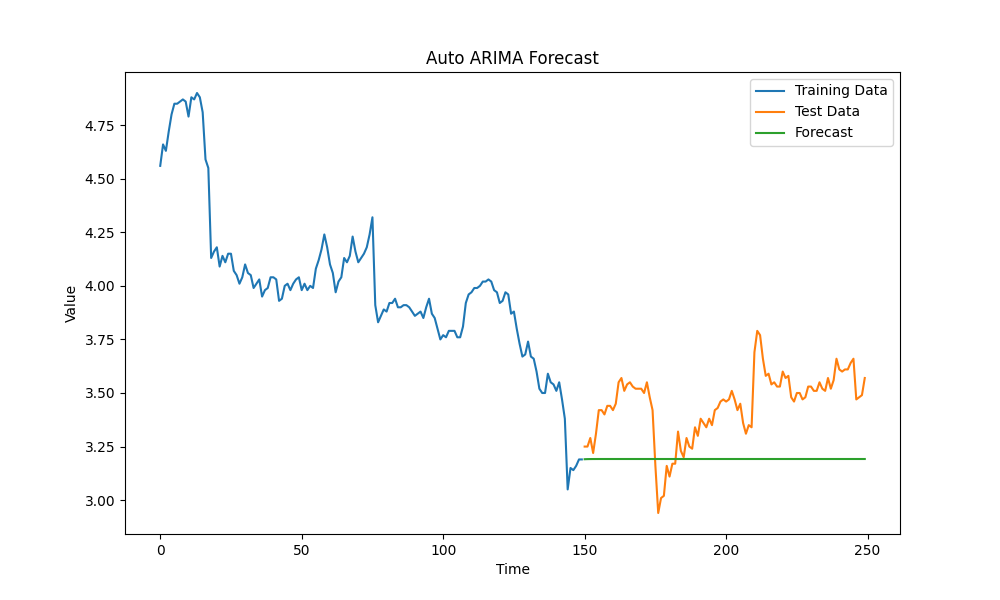 Auto ARIMA Forecast
Training Data
Test Data
Forecast
Value
4.75
4.50
4.25
4.00
3.75
3.50
3.25
3.00
0
50
100
150
200
250
Time